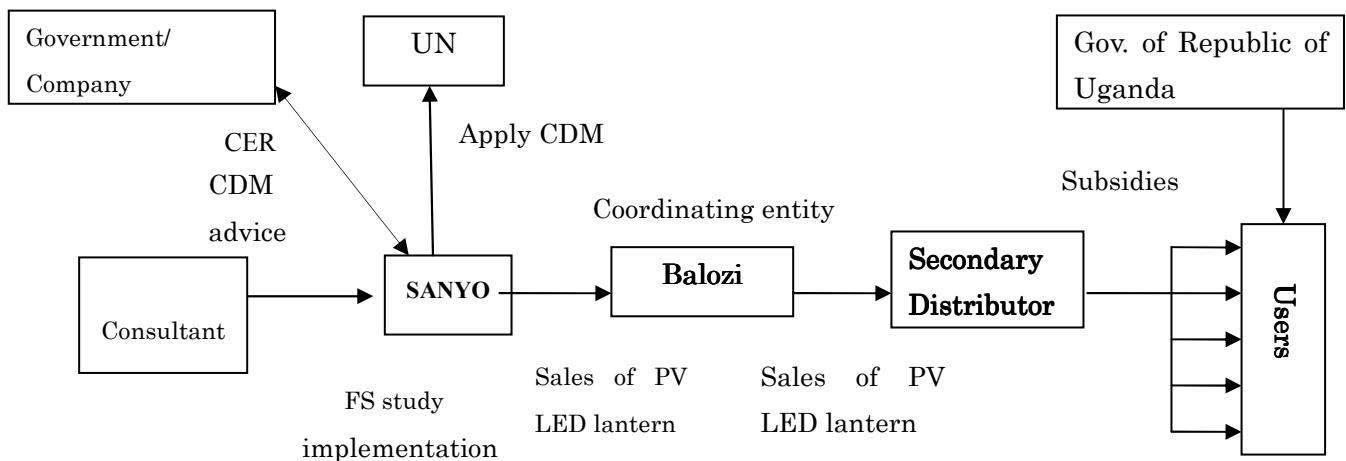 Government/
Company
UN
Gov. of Republic of
Uganda
CER
CDM
advice
Apply CDM
Subsidies
Coordinating entity
Consultant
SANYO
Balozi
Secondary
Distributor
Users
FS study
implementation
Sales of PV
LED lantern
Sales of PV
LED lantern